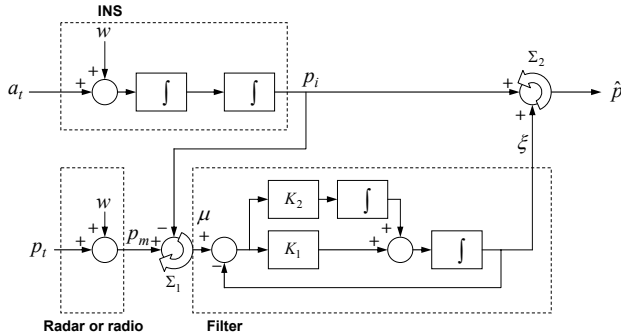 INS
w
+
+
a_t
∫
∫
p_i
+
+
Σ_2
p̂
ξ
w
+
+
p_t
p_m
−
+
Σ_1
μ
+
−
K_2
∫
K_1
+
+
∫
Radar or radio
Filter